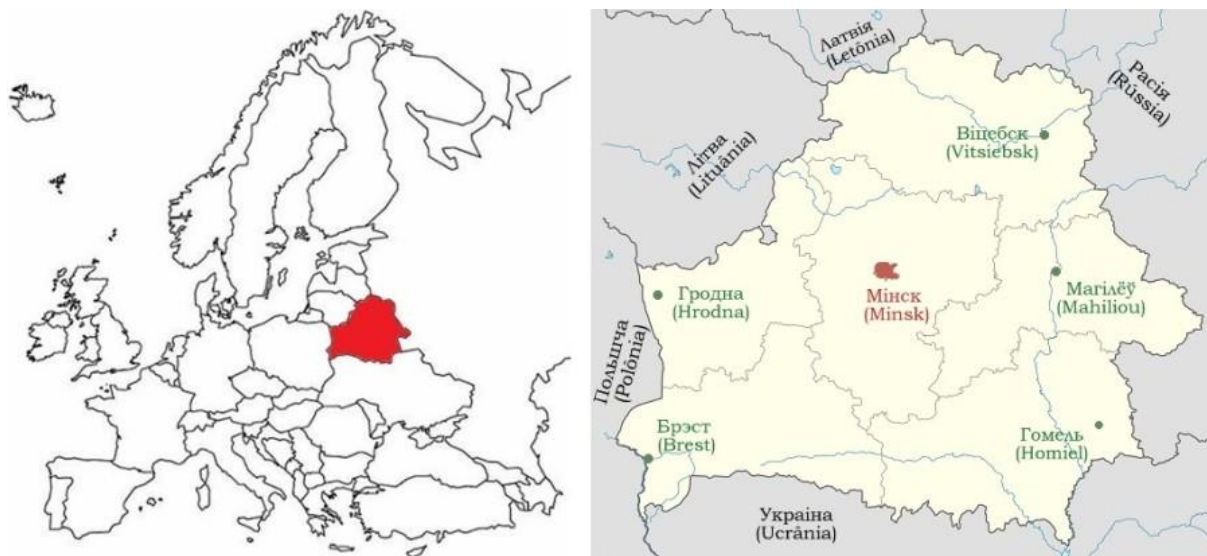 Латвія
(Letônia)
Расія
(Rússia)
Літва
(Lituânia)
Віцебск
(Vitsiebsk)
Гродна
(Hrodna)
Мінск
(Minsk)
Магілёў
(Mahiliou)
Польшча
(Polônia)
Брэст
(Brest)
Гомель
(Homiel)
Украіна
(Ucrânia)